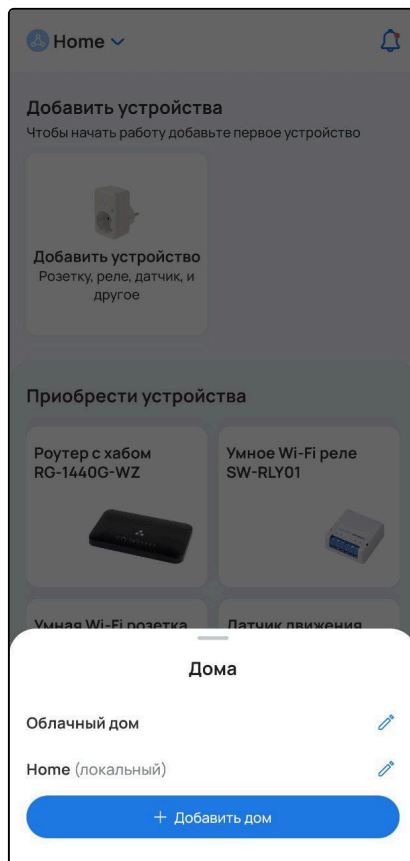 Home
Добавить устройства
Чтобы начать работу добавьте первое устройство
Добавить устройство
Розетку, реле, датчик, и
другое
Приобрести устройства
Роутер с хабом
RG-1440G-WZ
Умное Wi-Fi реле
SW-RLY01
Умная Wi-Fi розетка
Датчик движения
Дома
Облачный дом
Home (локальный)
+ Добавить дом